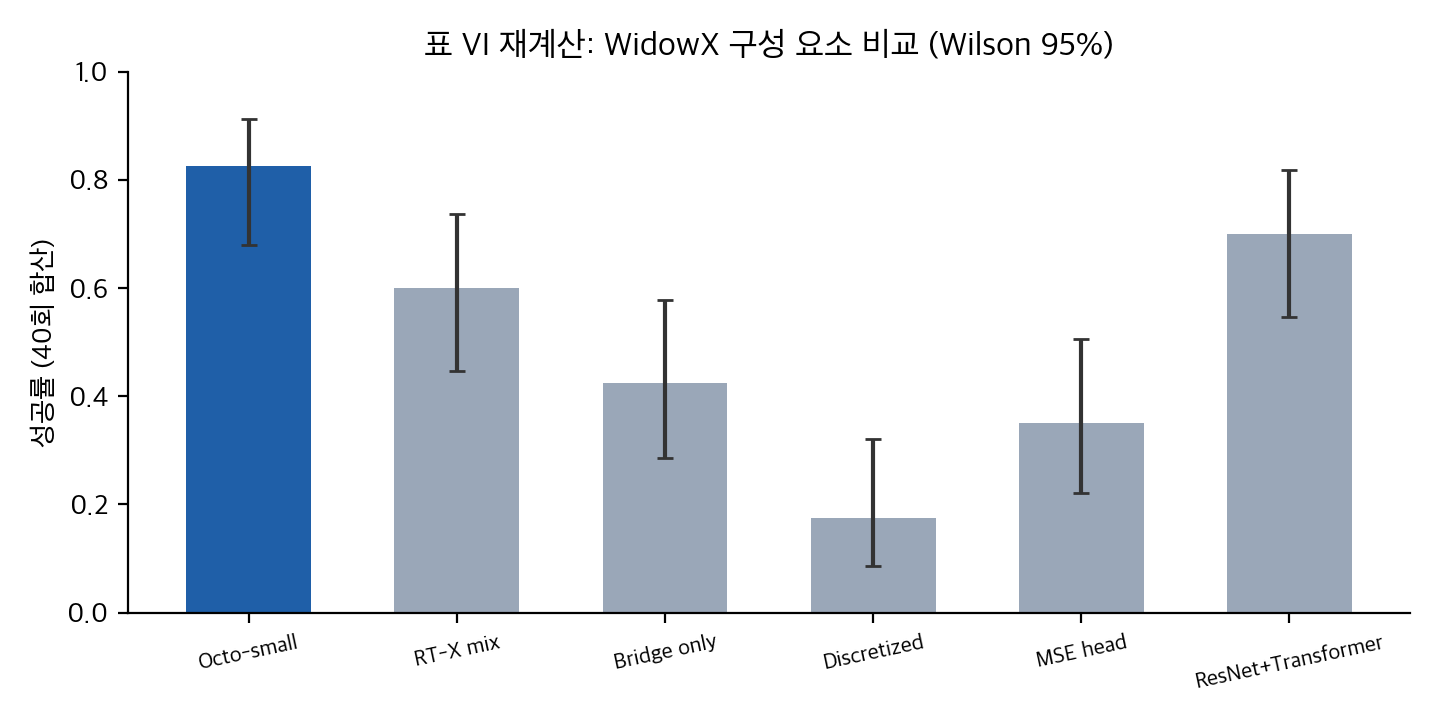 표 VI 재계산: WidowX 구성 요소 비교 (Wilson 95%)
성공률 (40회 합산)
1.0
0.8
0.6
0.4
0.2
0.0
Octo-small
RT-X mix
Bridge only
Discretized
MSE head
ResNet+Transformer